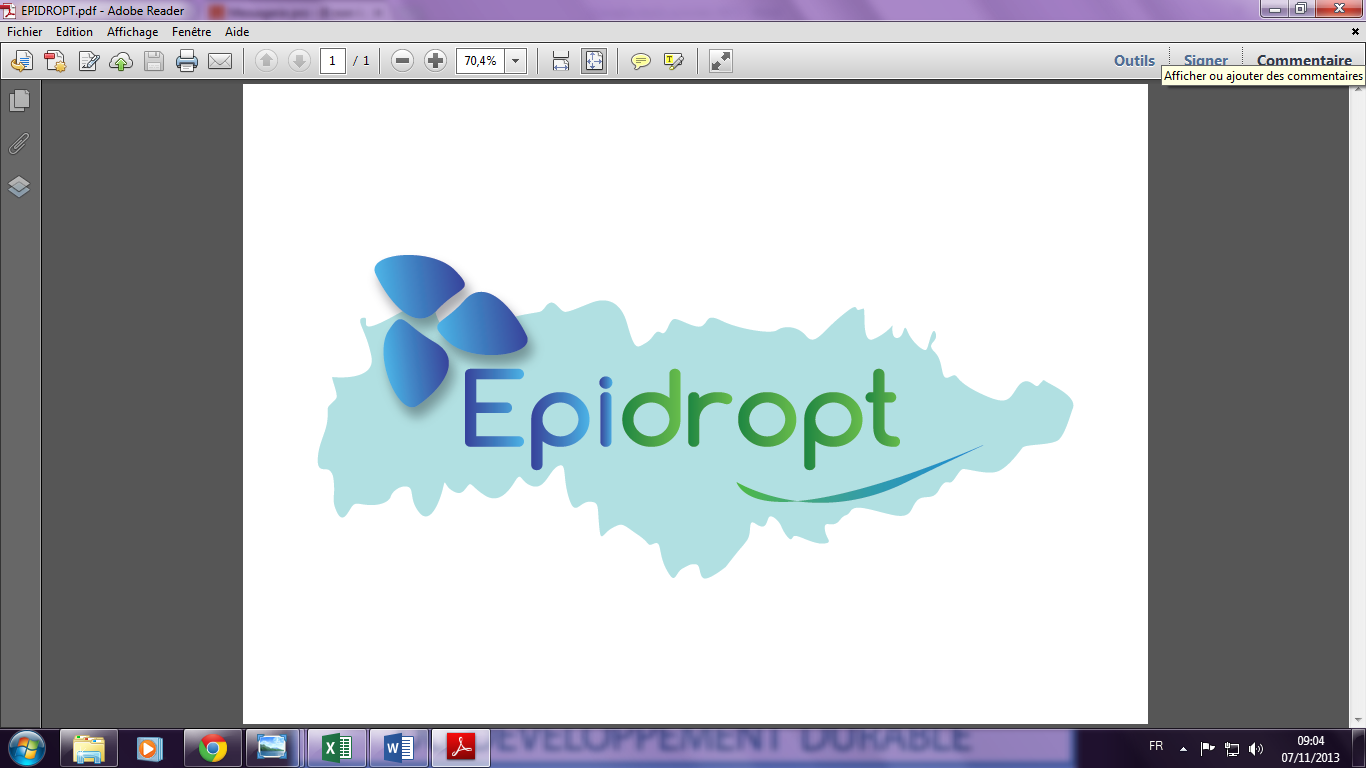 EPIDROPT.pdf - Adobe Reader
Fichier Edition Affichage Fenêtre Aide
1 / 1 70,4% Outils Signer Commentaire
Afficher ou ajouter des commentaires
Epidropt
DEVELOPPEMENT DURABLE
FR 09:04
07/11/2013